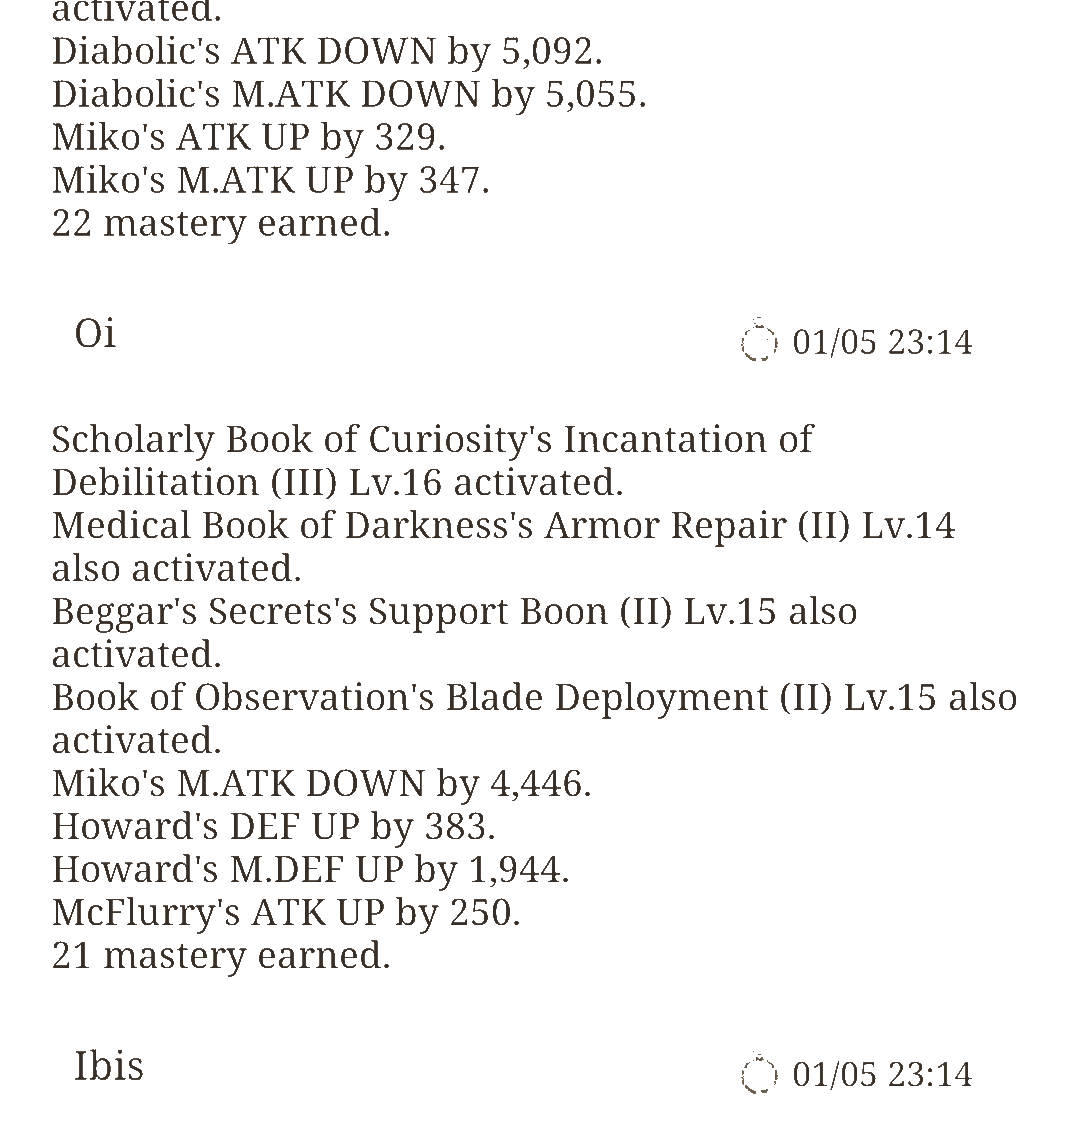 activated.
Diabolic's ATK DOWN by 5,092.
Diabolic's M.ATK DOWN by 5,055.
Miko's ATK UP by 329.
Miko's M.ATK UP by 347.
22 mastery earned.
Oi
01/05 23:14
Scholarly Book of Curiosity's Incantation of
Debilitation (III) Lv.16 activated.
Medical Book of Darkness's Armor Repair (II) Lv.14
also activated.
Beggar's Secrets's Support Boon (II) Lv.15 also
activated.
Book of Observation's Blade Deployment (II) Lv.15 also
activated.
Miko's M.ATK DOWN by 4,446.
Howard's DEF UP by 383.
Howard's M.DEF UP by 1,944.
McFlurry's ATK UP by 250.
21 mastery earned.
Ibis
01/05 23:14